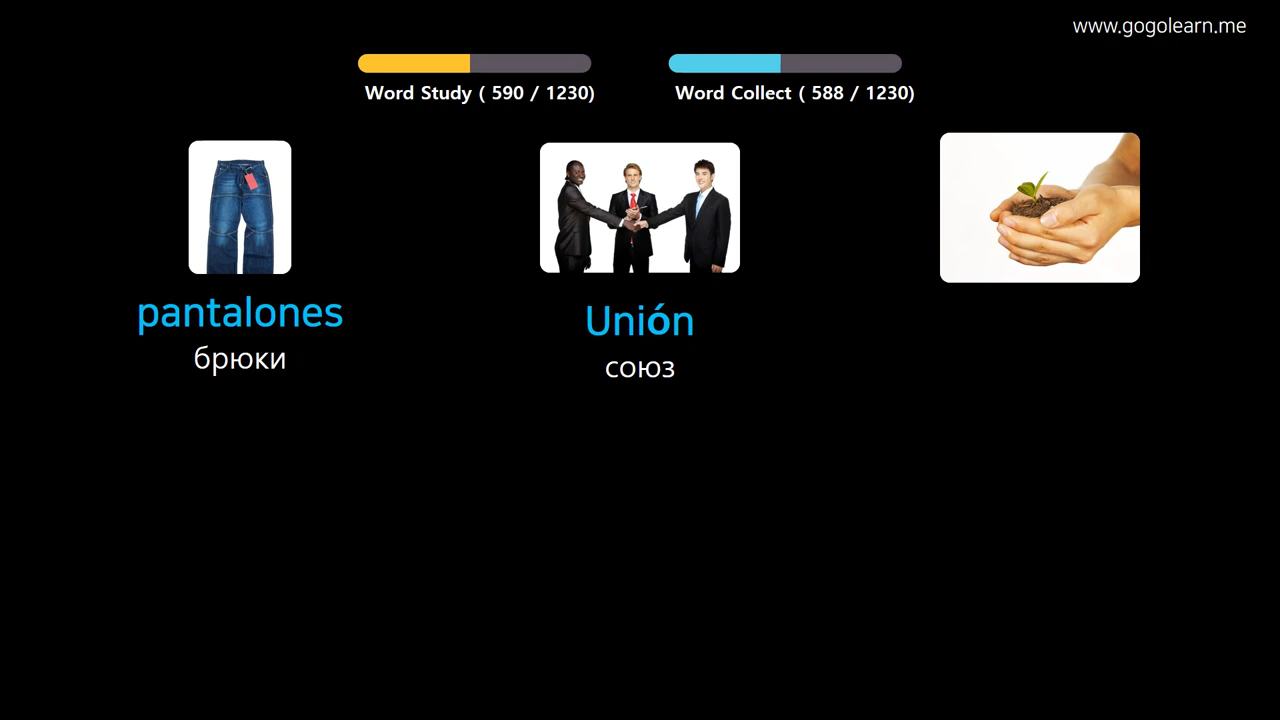 www.gogolearn.me
Word Study ( 590 / 1230)
Word Collect ( 588 / 1230)
pantalones
брюки
Unión
союз